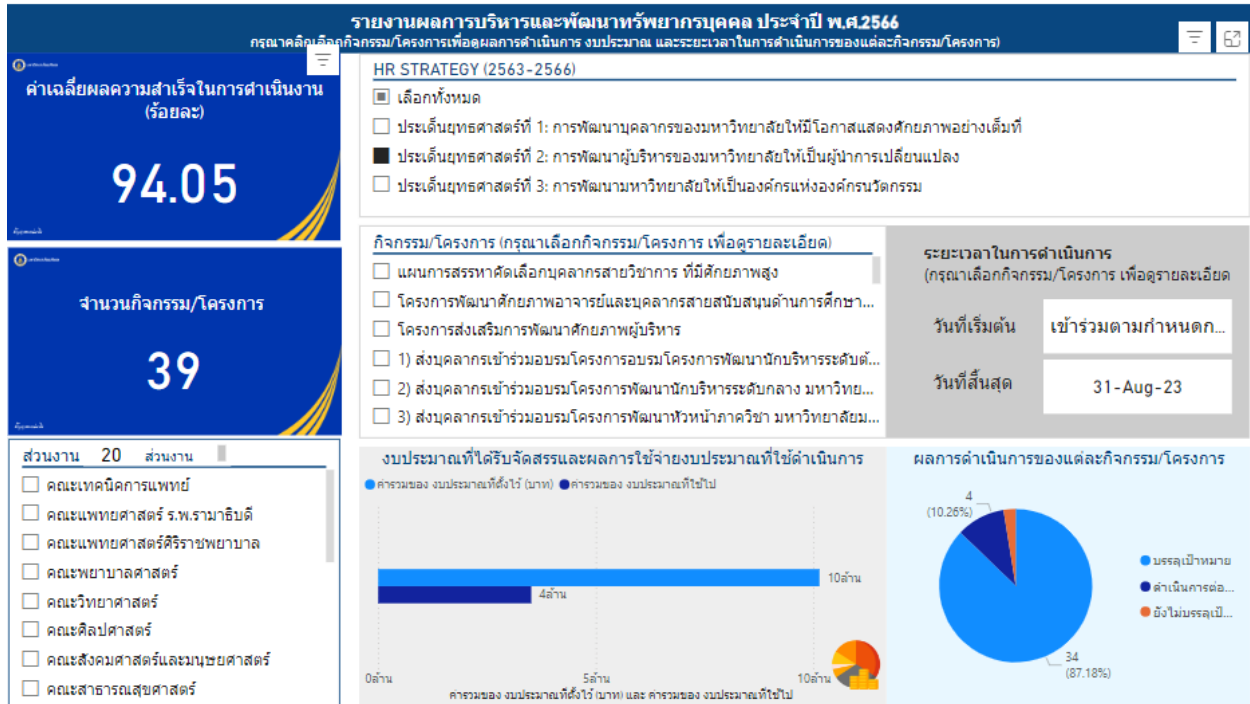 รายงานผลการบริหารและพัฒนาทรัพยากรบุคคล ประจำปี พ.ศ.2566
กรุณาคลิกเลือกกิจกรรม/โครงการเพื่อดูผลการดำเนินการ งบประมาณ และระยะเวลาในการดำเนินการของแต่ละกิจกรรม/โครงการ)
ค่าเฉลี่ยผลความสำเร็จในการดำเนินงาน
(ร้อยละ)
94.05
จำนวนกิจกรรม/โครงการ
39
HR STRATEGY (2563-2566)
เลือกทั้งหมด
ประเด็นยุทธศาสตร์ที่ 1: การพัฒนาบุคลากรของมหาวิทยาลัยให้มีโอกาสแสดงศักยภาพอย่างเต็มที่
ประเด็นยุทธศาสตร์ที่ 2: การพัฒนาผู้บริหารของมหาวิทยาลัยให้เป็นผู้นำการเปลี่ยนแปลง
ประเด็นยุทธศาสตร์ที่ 3: การพัฒนามหาวิทยาลัยให้เป็นองค์กรแห่งองค์กรนวัตกรรม
กิจกรรม/โครงการ (กรุณาเลือกกิจกรรม/โครงการ เพื่อดูรายละเอียด)
แผนการสรรหาคัดเลือกบุคลากรสายวิชาการ ที่มีศักยภาพสูง
โครงการพัฒนาศักยภาพอาจารย์และบุคลากรสายสนับสนุนด้านการศึกษา...
โครงการส่งเสริมการพัฒนาศักยภาพผู้บริหาร
1) ส่งบุคลากรเข้าร่วมอบรมโครงการอบรมโครงการพัฒนานักบริหารระดับต้...
2) ส่งบุคลากรเข้าร่วมอบรมโครงการพัฒนานักบริหารระดับกลาง มหาวิทย...
3) ส่งบุคลากรเข้าร่วมอบรมโครงการพัฒนาหัวหน้าภาควิชา มหาวิทยาลัยม...
ระยะเวลาในการดำเนินการ
(กรุณาเลือกกิจกรรม/โครงการ เพื่อดูรายละเอียด
วันที่เริ่มต้น เข้าร่วมตามกำหนดก...
วันที่สิ้นสุด 31-Aug-23
ส่วนงาน 20 ส่วนงาน
คณะเทคนิคการแพทย์
คณะแพทยศาสตร์ ร.พ.รามาธิบดี
คณะแพทยศาสตร์ศิริราชพยาบาล
คณะพยาบาลศาสตร์
คณะวิทยาศาสตร์
คณะศิลปศาสตร์
คณะสังคมศาสตร์และมนุษยศาสตร์
คณะสาธารณสุขศาสตร์
งบประมาณที่ได้รับจัดสรรและผลการใช้จ่ายงบประมาณที่ใช้ดำเนินการ
ค่ารวมของ งบประมาณที่ตั้งไว้ (บาท) ค่ารวมของ งบประมาณที่ใช้ไป
10ล้าน
4ล้าน
0ล้าน 5ล้าน 10ล้าน
ค่ารวมของ งบประมาณที่ตั้งไว้ (บาท) และ ค่ารวมของ งบประมาณที่ใช้ไป
ผลการดำเนินการของแต่ละกิจกรรม/โครงการ
4
(10.26%)
34
(87.18%)
บรรลุเป้าหมาย
ดำเนินการต่อ...
ยังไม่บรรลุเป้...